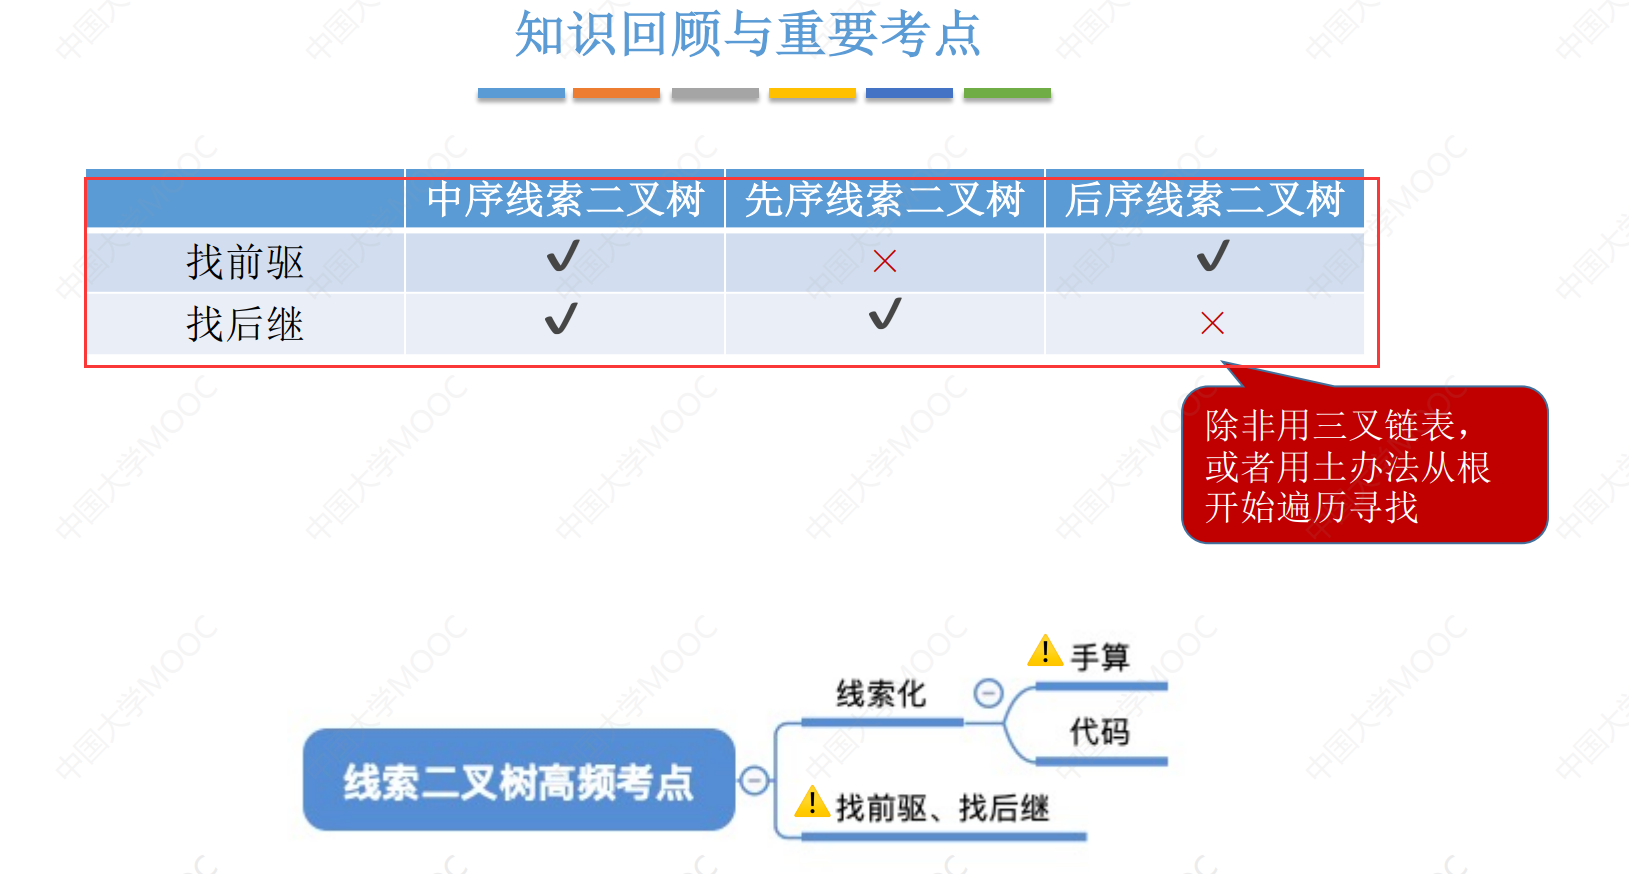 知识回顾与重要考点
中序线索二叉树 先序线索二叉树 后序线索二叉树
找前驱 ✔ × ✔
找后继 ✔ ✔ ×
除非用三叉链表，
或者用土办法从根
开始遍历寻找
手算
线索化
代码
线索二叉树高频考点
找前驱、找后继
中国大学MOOC